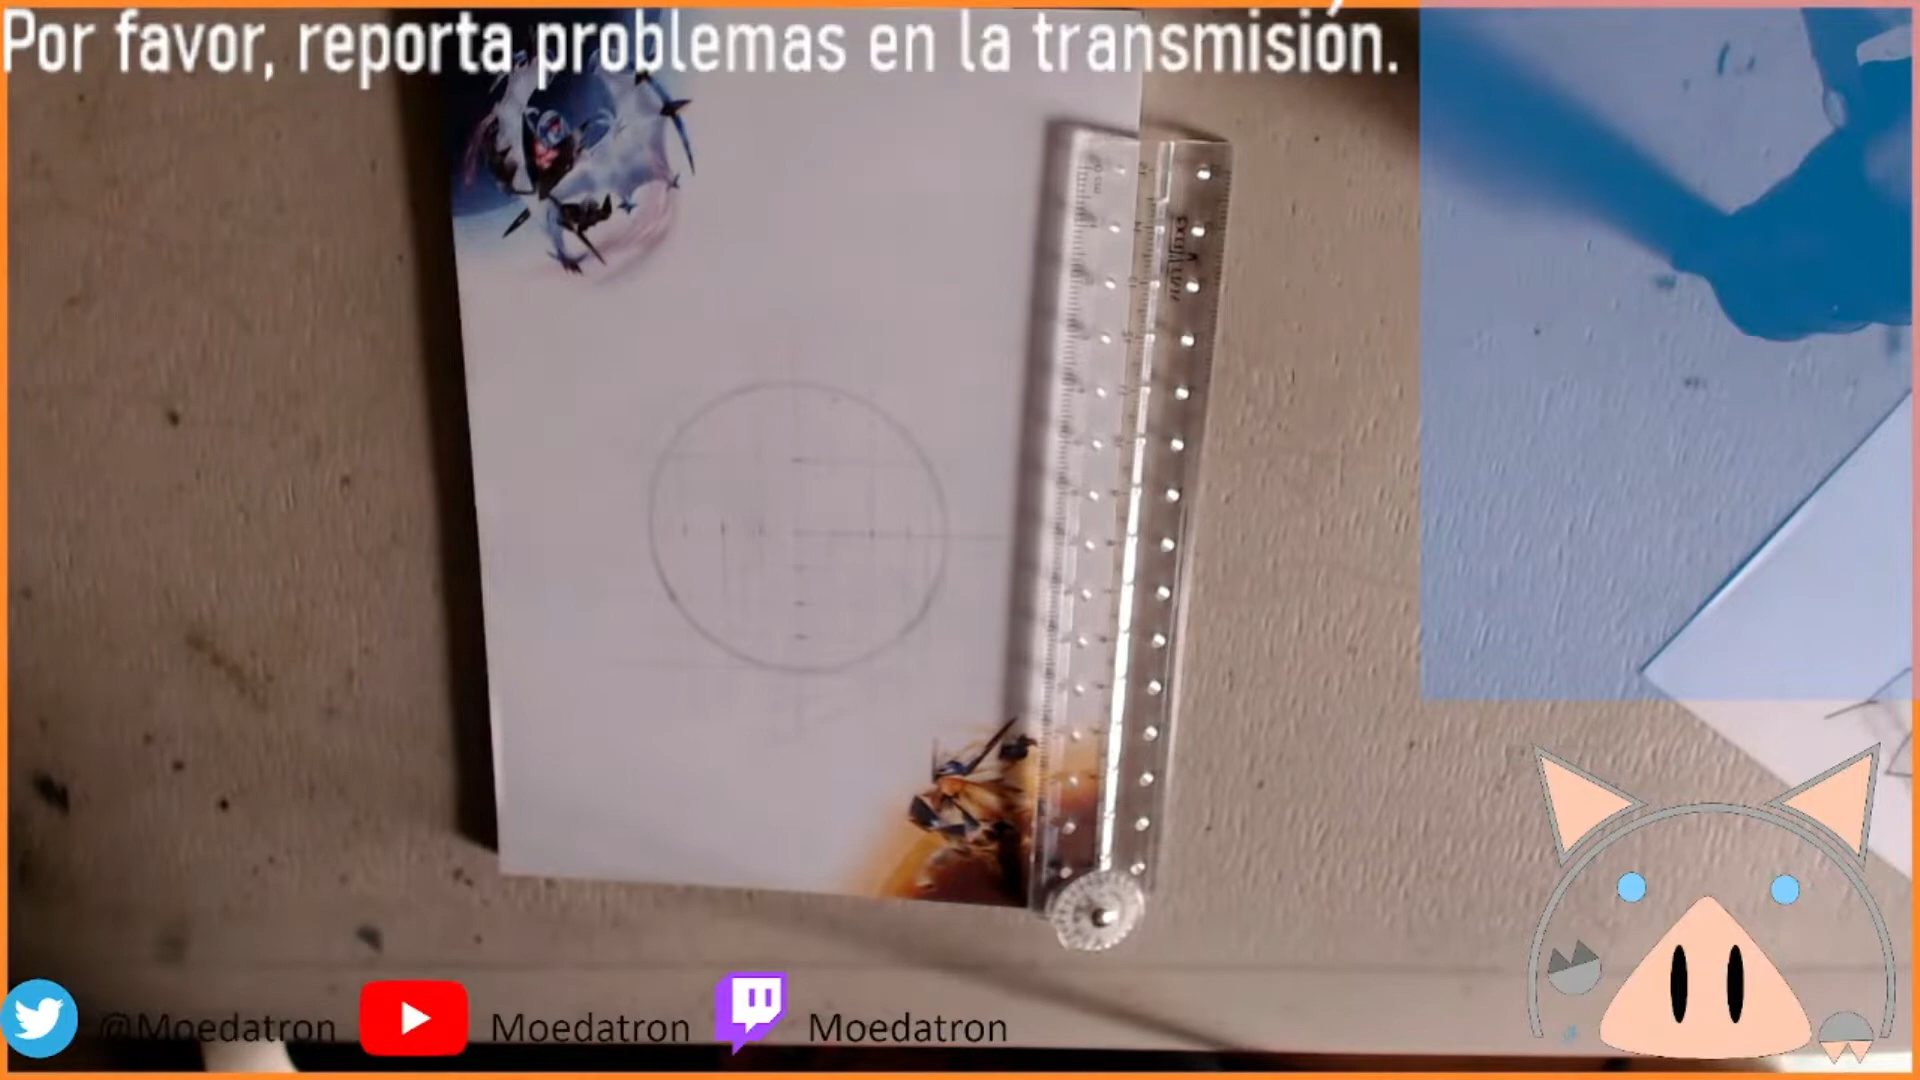 Por favor, reporta problemas en la transmisión.
@Moedatron
Moedatron
Moedatron